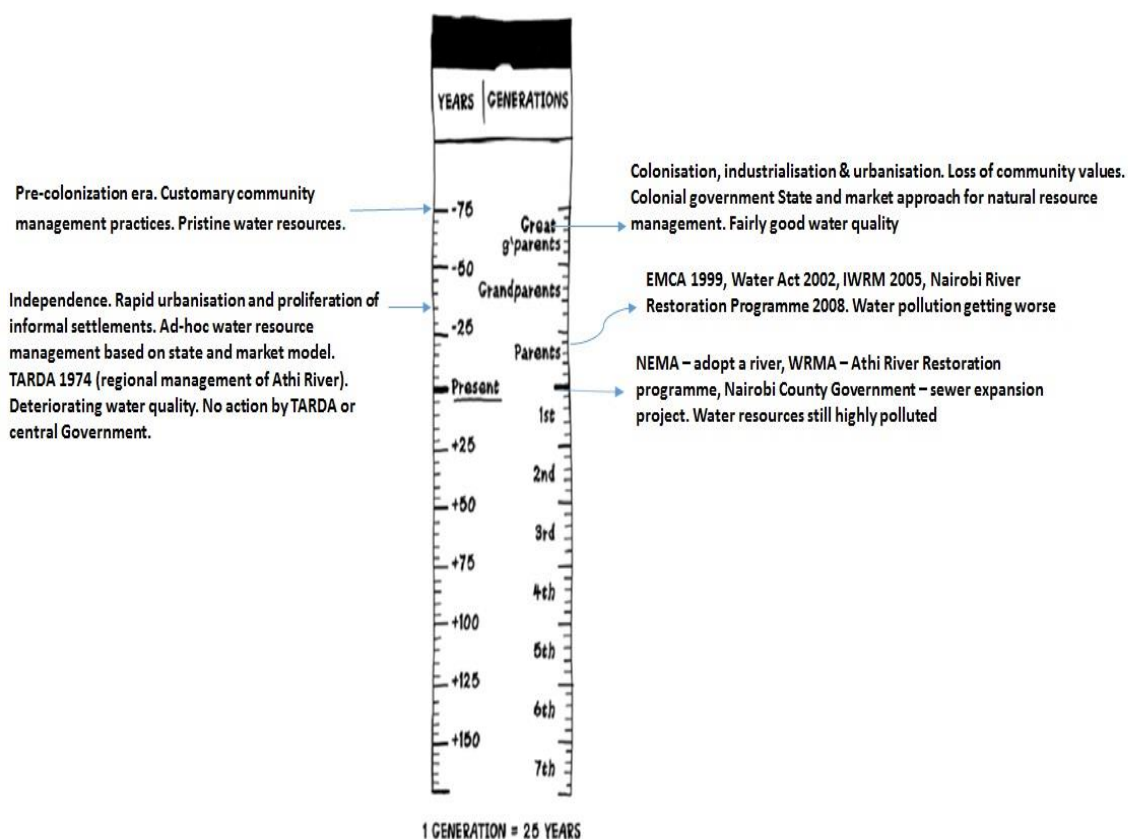 YEARS | GENERATIONS
Pre-colonization era. Customary community
management practices. Pristine water resources.
Independence. Rapid urbanisation and proliferation of
informal settlements. Ad-hoc water resource
management based on state and market model.
TARDA 1974 (regional management of Athi River).
Deteriorating water quality. No action by TARDA or
central Government.
-75
-50
-25
Present
+25
+50
+75
+100
+125
+150
Great
g'parents
Grandparents
Parents
1st
2nd
3rd
4th
5th
6th
7th
Colonisation, industrialisation & urbanisation. Loss of community values.
Colonial government State and market approach for natural resource
management. Fairly good water quality
EMCA 1999, Water Act 2002, IWRM 2005, Nairobi River
Restoration Programme 2008. Water pollution getting worse
NEMA – adopt a river, WRMA – Athi River Restoration
programme, Nairobi County Government – sewer expansion
project. Water resources still highly polluted
1 GENERATION = 25 YEARS